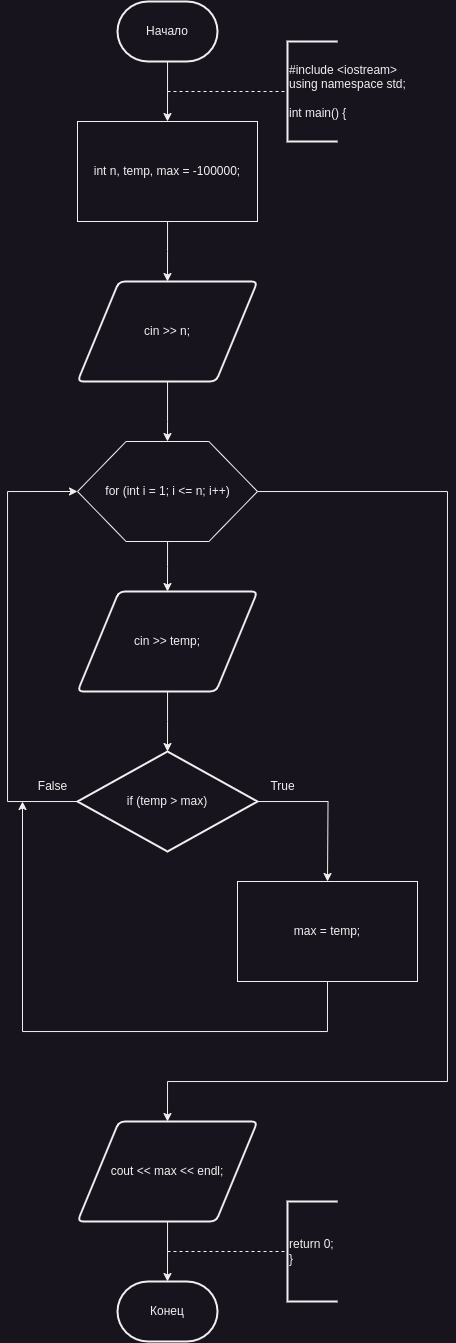 Начало
#include <iostream>
using namespace std;
int main() {
int n, temp, max = -100000;
cin >> n;
for (int i = 1; i <= n; i++)
cin >> temp;
False
if (temp > max)
True
max = temp;
cout << max << endl;
return 0;
}
Конец